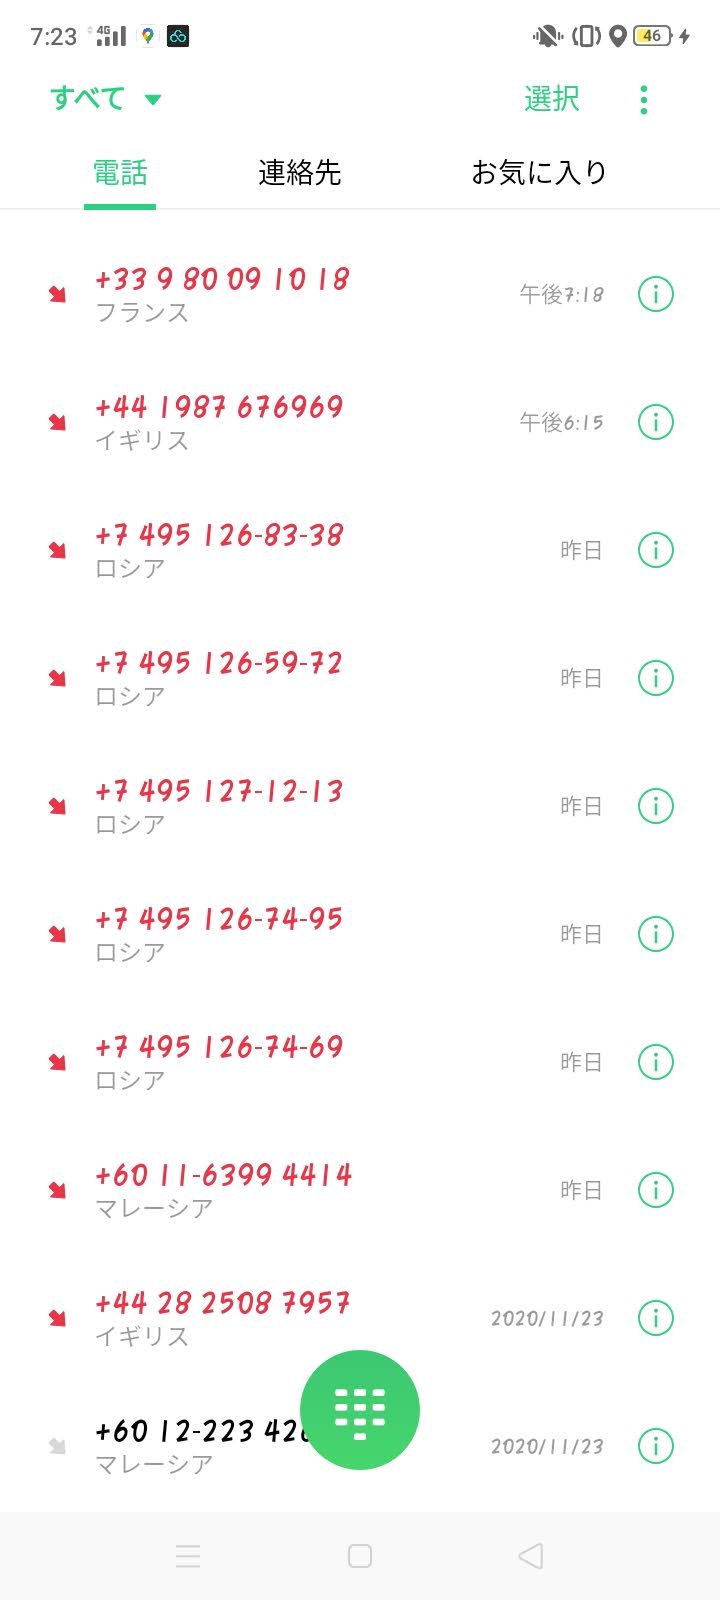 7:23 4G 46
すべて 選択
電話 連絡先 お気に入り
+33 9 80 09 10 18
フランス
午後7:18
+44 1987 676969
イギリス
午後6:15
+7 495 126-83-38
ロシア
昨日
+7 495 126-59-72
ロシア
昨日
+7 495 127-12-13
ロシア
昨日
+7 495 126-74-95
ロシア
昨日
+7 495 126-74-69
ロシア
昨日
+60 11-6399 4414
マレーシア
昨日
+44 28 2508 7957
イギリス
2020/11/23
+60 12-223 42
マレーシア
2020/11/23